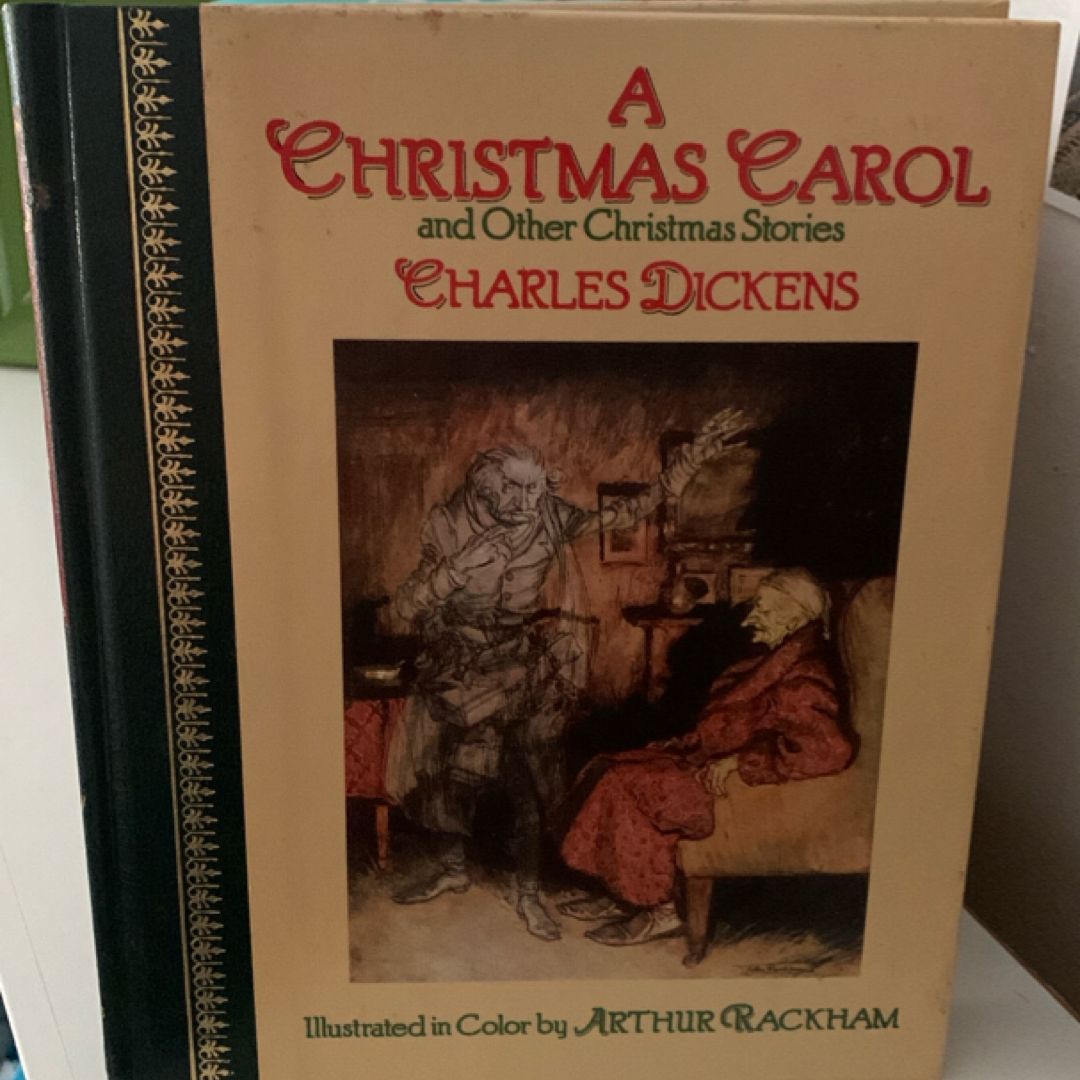 A
CHRISTMAS CAROL
and Other Christmas Stories
CHARLES DICKENS
Illustrated in Color by ARTHUR RACKHAM